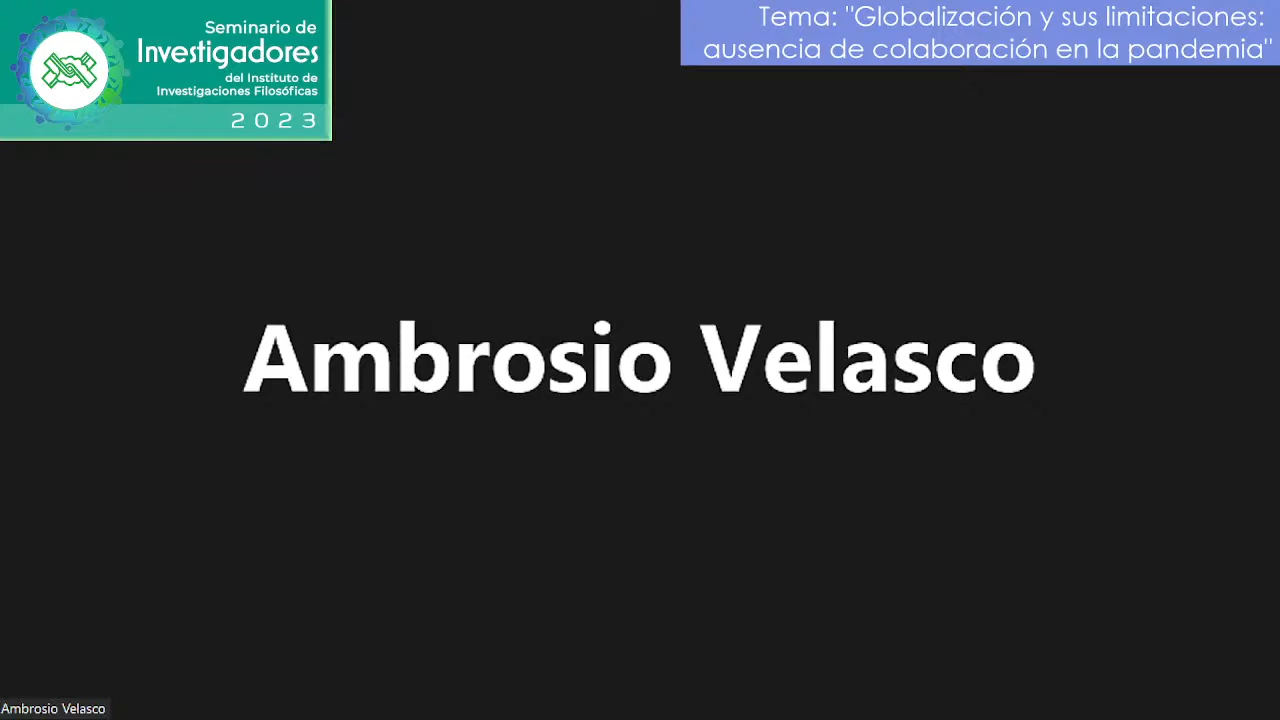 Seminario de
Investigadores
del Instituto de
Investigaciones Filosóficas
2023
Tema: "Globalización y sus limitaciones:
ausencia de colaboración en la pandemia"
Ambrosio Velasco
Ambrosio Velasco